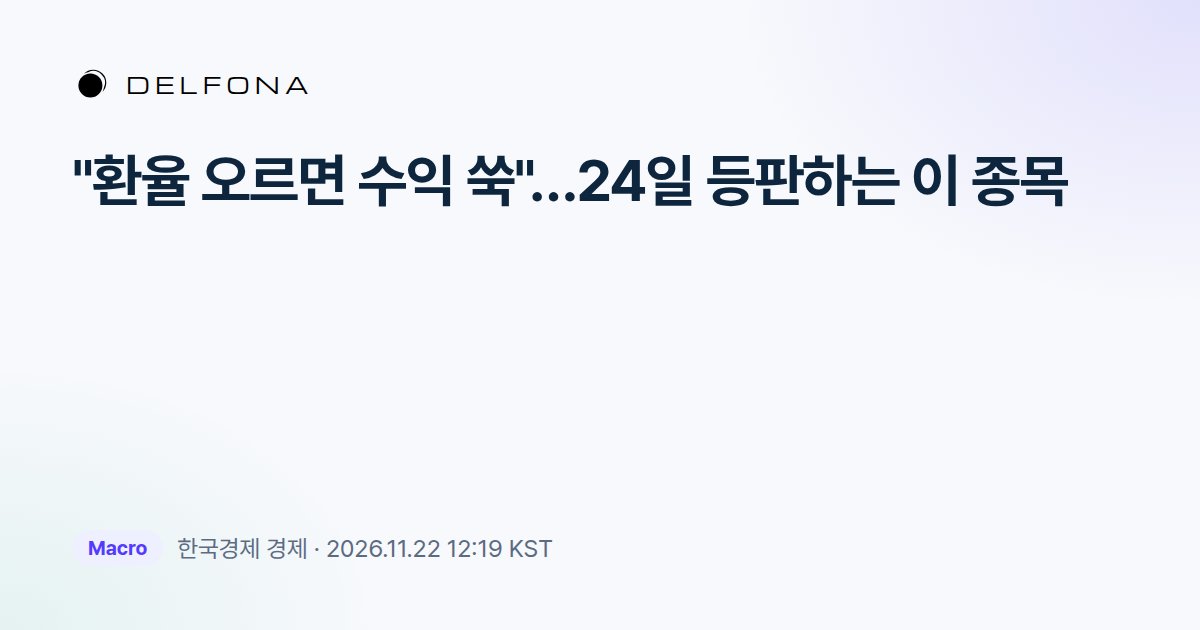 DELFONA
"환율 오르면 수익 쑥"...24일 등판하는 이 종목
Macro 한국경제 경제 · 2026.11.22 12:19 KST